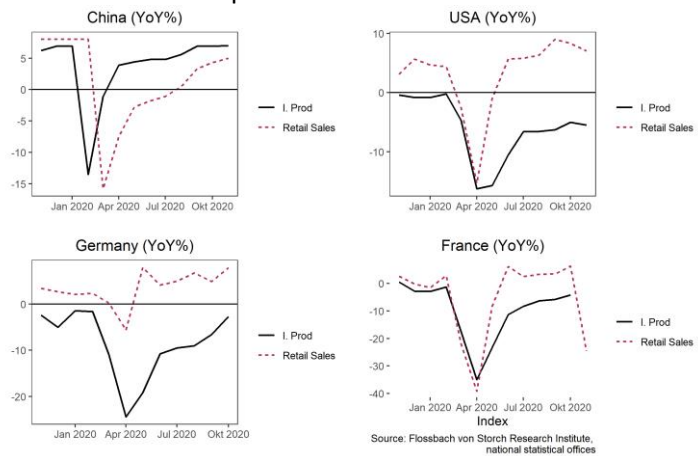 China (YoY%)
5
0
-5
-10
-15
Jan 2020 Apr 2020 Jul 2020 Okt 2020
I. Prod
Retail Sales
USA (YoY%)
10
0
-10
Jan 2020 Apr 2020 Jul 2020 Okt 2020
I. Prod
Retail Sales
Germany (YoY%)
0
-10
-20
Jan 2020 Apr 2020 Jul 2020 Okt 2020
I. Prod
Retail Sales
France (YoY%)
0
-10
-20
-30
-40
Jan 2020 Apr 2020 Jul 2020 Okt 2020
Index
I. Prod
Retail Sales
Source: Flossbach von Storch Research Institute,
national statistical offices